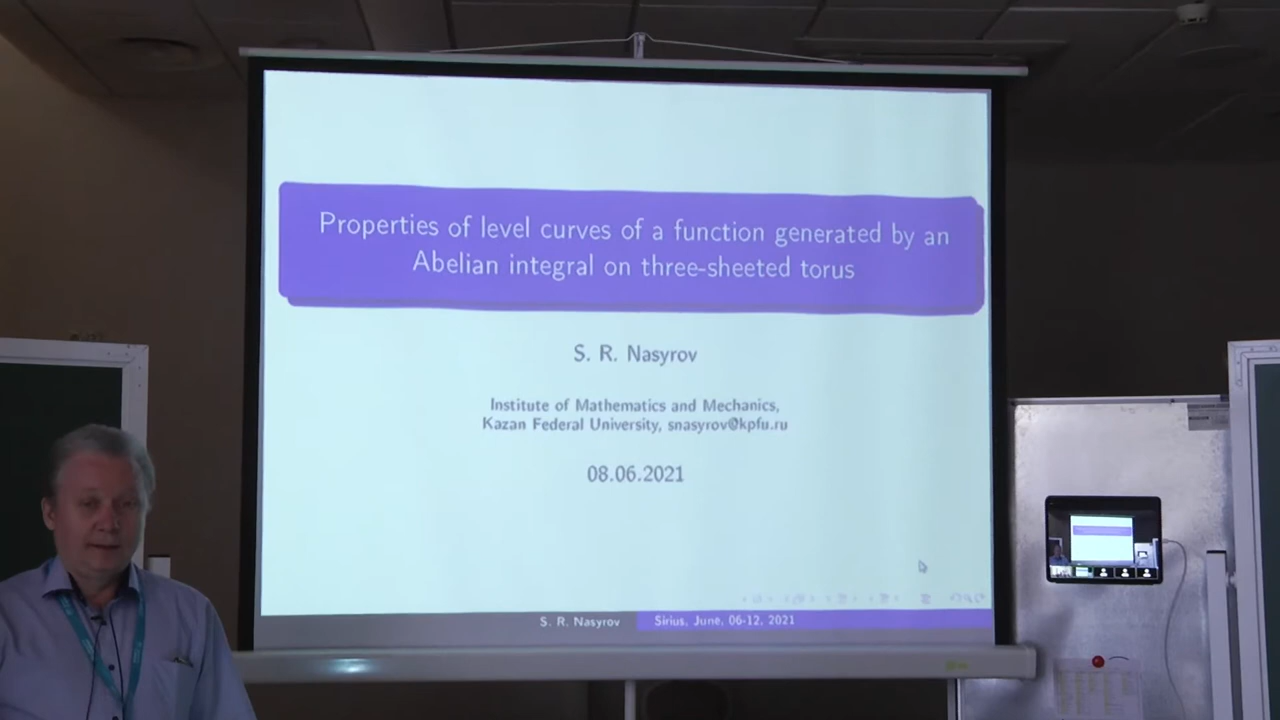 Properties of level curves of a function generated by an
Abelian integral on three-sheeted torus
S. R. Nasyrov
Institute of Mathematics and Mechanics,
Kazan Federal University, snasyrov@kpfu.ru
08.06.2021
S. R. Nasyrov
Sirius, June, 06-12, 2021